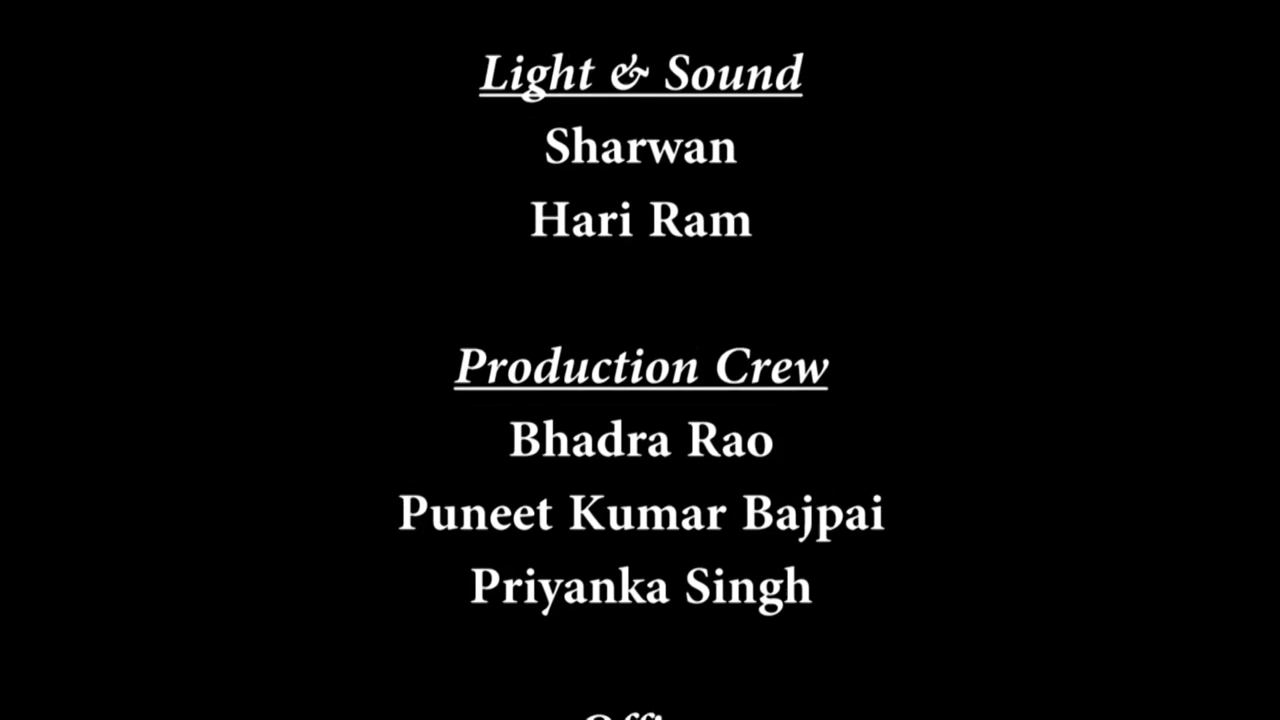 Light & Sound
Sharwan
Hari Ram
Production Crew
Bhadra Rao
Puneet Kumar Bajpai
Priyanka Singh